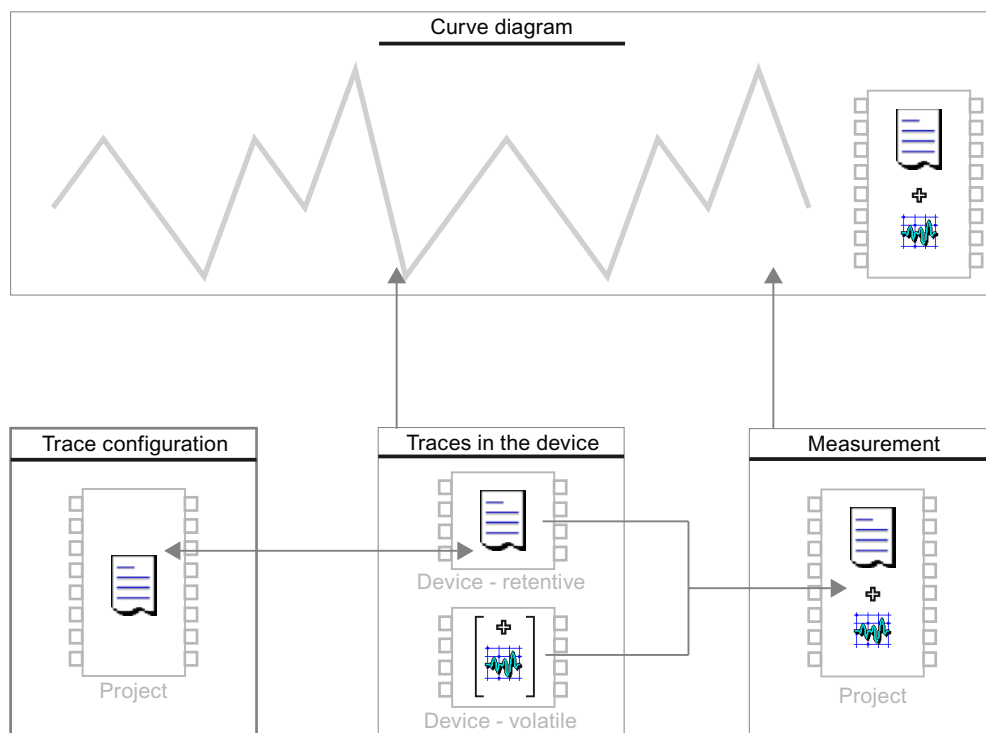 Curve diagram
Trace configuration
Traces in the device
Measurement
Device - retentive
Project
Device - volatile
Project